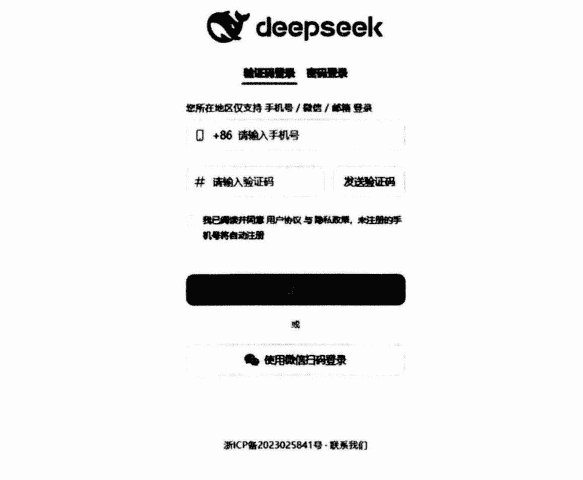 deepseek
验证码登录 密码登录
您所在地区仅支持 手机号 / 微信 / 邮箱 登录
+86 请输入手机号
请输入验证码 发送验证码
我已阅读并同意 用户协议 与 隐私政策，未注册的手
机号将自动注册
或
使用微信扫码登录
浙ICP备2023025841号 · 联系我们